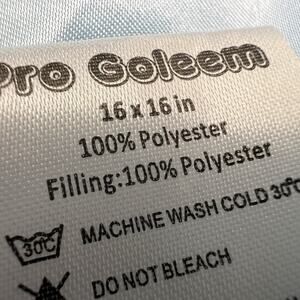 Pro Goleem
16 x 16 in
100% Polyester
Filling:100% Polyester
30°C MACHINE WASH COLD 30°C
DO NOT BLEACH